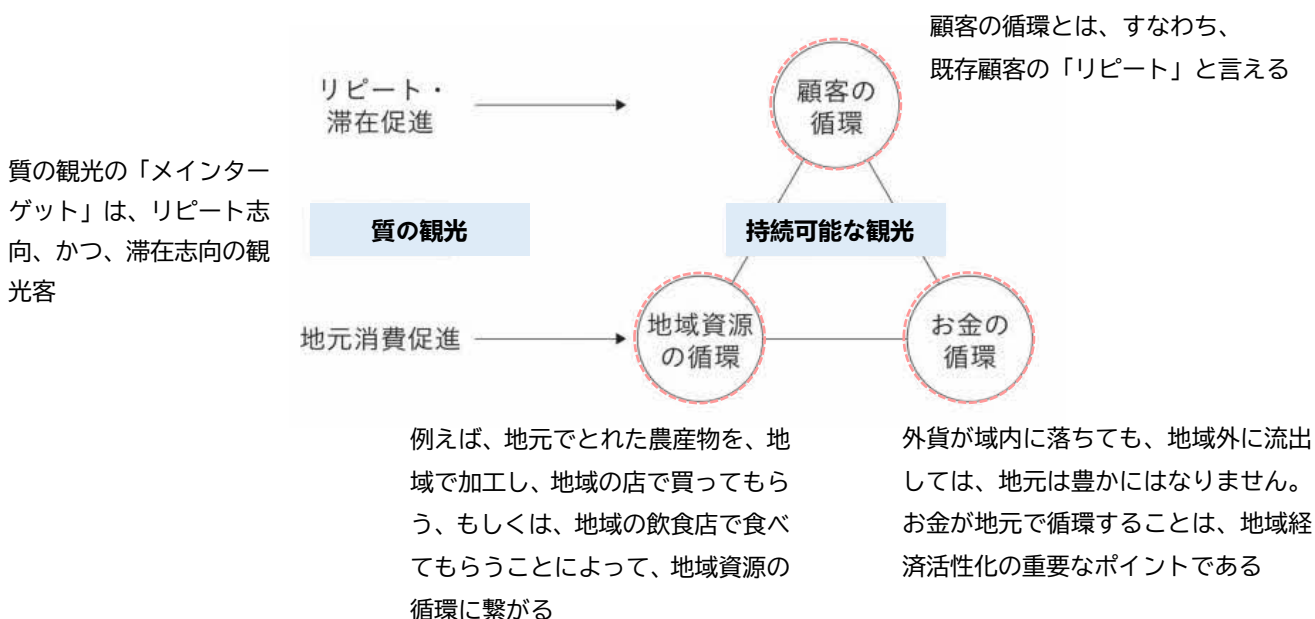 顧客の循環とは、すなわち、
既存顧客の「リピート」と言える
リピート・
滞在促進
顧客の
循環
質の観光の「メインター
ゲット」は、リピート志
向、かつ、滞在志向の観
光客
質の観光
持続可能な観光
地元消費促進
地域資源
の循環
お金の
循環
例えば、地元でとれた農産物を、地
域で加工し、地域の店で買ってもら
う、もしくは、地域の飲食店で食べ
てもらうことによって、地域資源の
循環に繋がる
外貨が域内に落ちても、地域外に流出
しては、地元は豊かにはなりません。
お金が地元で循環することは、地域経
済活性化の重要なポイントである